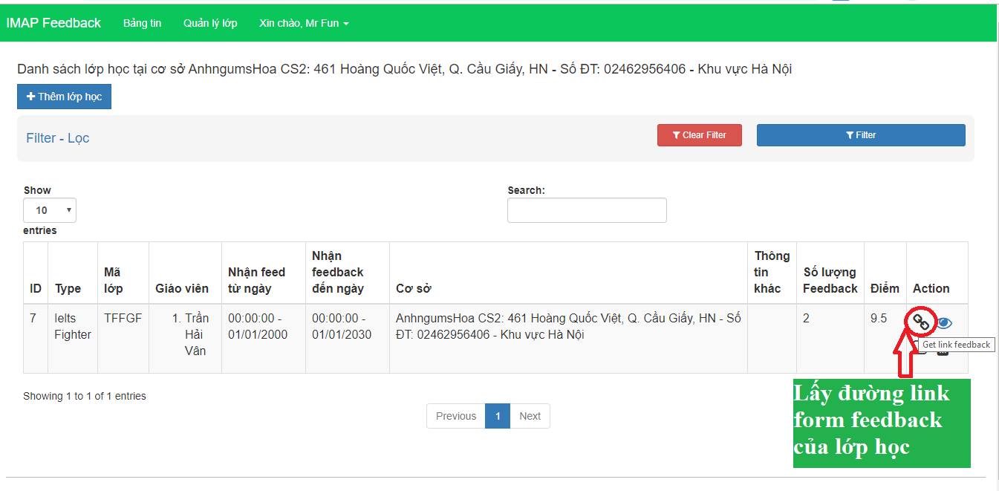 IMAP Feedback Bảng tin Quản lý lớp Xin chào, Mr Fun
Danh sách lớp học tại cơ sở AnhngumsHoa CS2: 461 Hoàng Quốc Việt, Q. Cầu Giấy, HN - Số ĐT: 02462956406 - Khu vực Hà Nội
Thêm lớp học
Filter - Lọc Clear Filter Filter
Show
10
entries
Search:
ID Type Mã lớp Giáo viên Nhận feed từ ngày Nhận feedback đến ngày Cơ sở Thông tin khác Số lượng Feedback Điểm Action
7 Ielts Fighter TFFGF 1. Trần Hải Vân 00:00:00 - 01/01/2000 00:00:00 - 01/01/2030 AnhngumsHoa CS2: 461 Hoàng Quốc Việt, Q. Cầu Giấy, HN - Số ĐT: 02462956406 - Khu vực Hà Nội 2 9.5
Get link feedback
Showing 1 to 1 of 1 entries
Previous 1 Next
Lấy đường link
form feedback
của lớp học